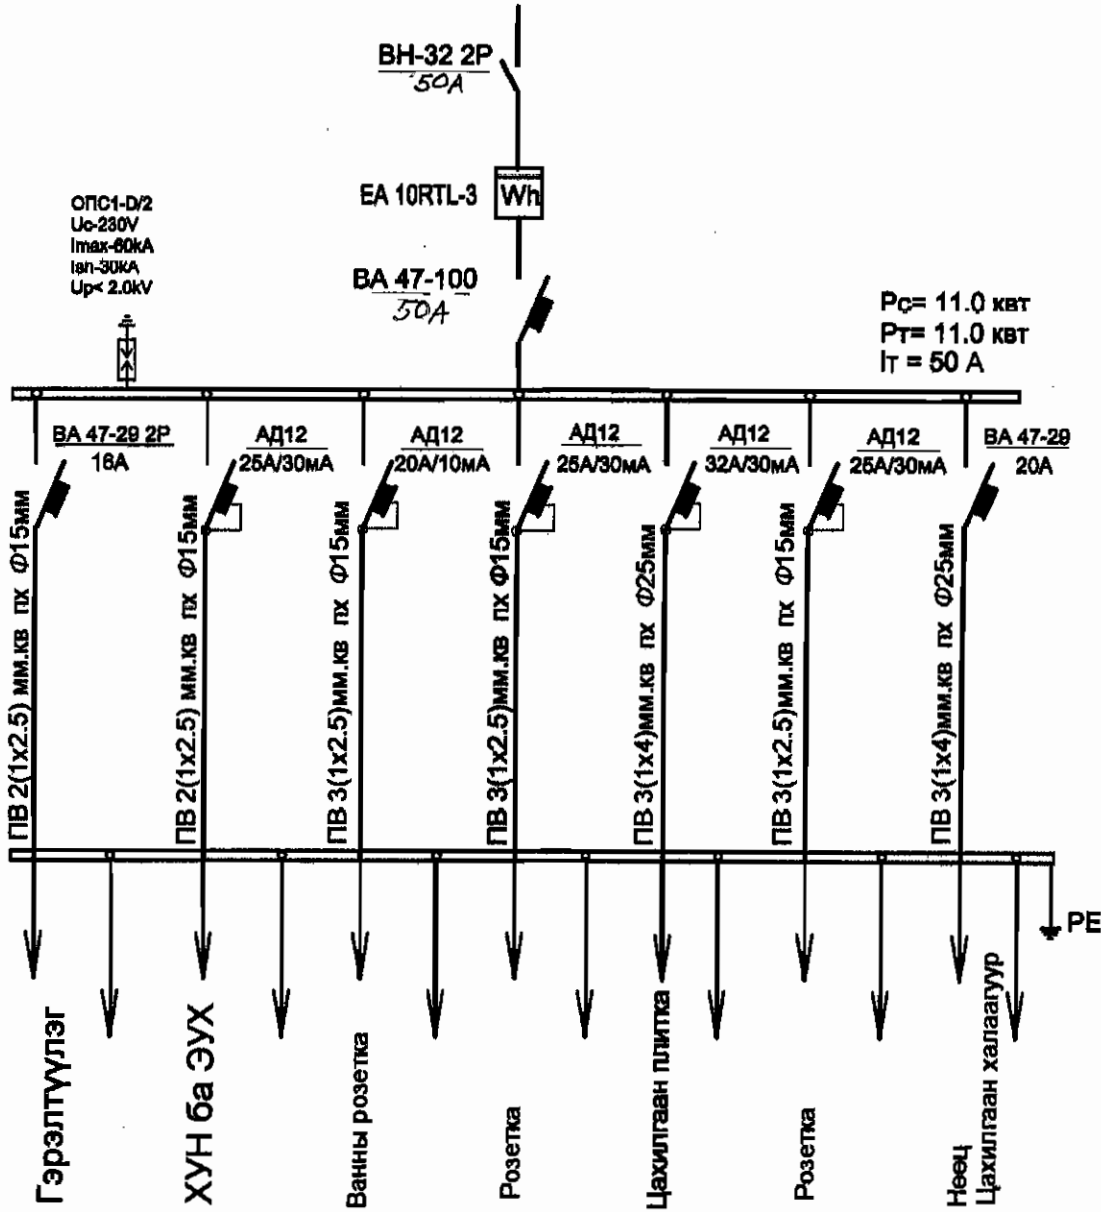 ВН-32 2Р
50А
ЕА 10RTL-3
Wh
ОПС1-D/2
Uc-230V
Imax-60kA
Isn-30kA
Up< 2.0kV
ВА 47-100
50А
Рс= 11.0 квт
Рт= 11.0 квт
Iт = 50 А
ВА 47-29 2Р
16А
АД12
25А/30мА
АД12
20А/10мА
АД12
25А/30мА
АД12
32А/30мА
АД12
25А/30мА
ВА 47-29
20А
ПВ 2(1х2.5) мм.кв пх Ф15мм
ПВ 2(1х2.5) мм.кв пх Ф15мм
ПВ 3(1х2.5)мм.кв пх Ф15мм
ПВ 3(1х2.5)мм.кв пх Ф15мм
ПВ 3(1х4)мм.кв пх Ф25мм
ПВ 3(1х2.5)мм.кв пх Ф15мм
ПВ 3(1х4)мм.кв пх Ф25мм
PE
Гэрэлтүүлэг
ХУН ба ЭУХ
Ванны розетка
Розетка
Цахилгаан плитка
Розетка
Нөөц
Цахилгаан халаагуур